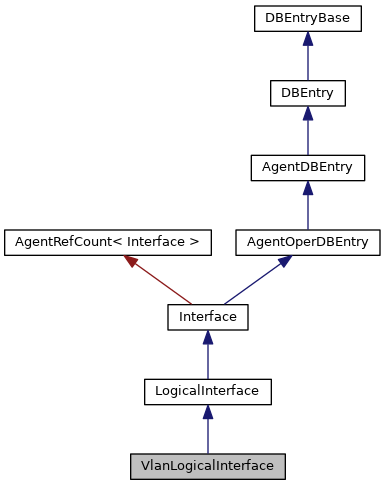 DBEntryBase
DBEntry
AgentDBEntry
AgentRefCount< Interface >
AgentOperDBEntry
Interface
LogicalInterface
VlanLogicalInterface